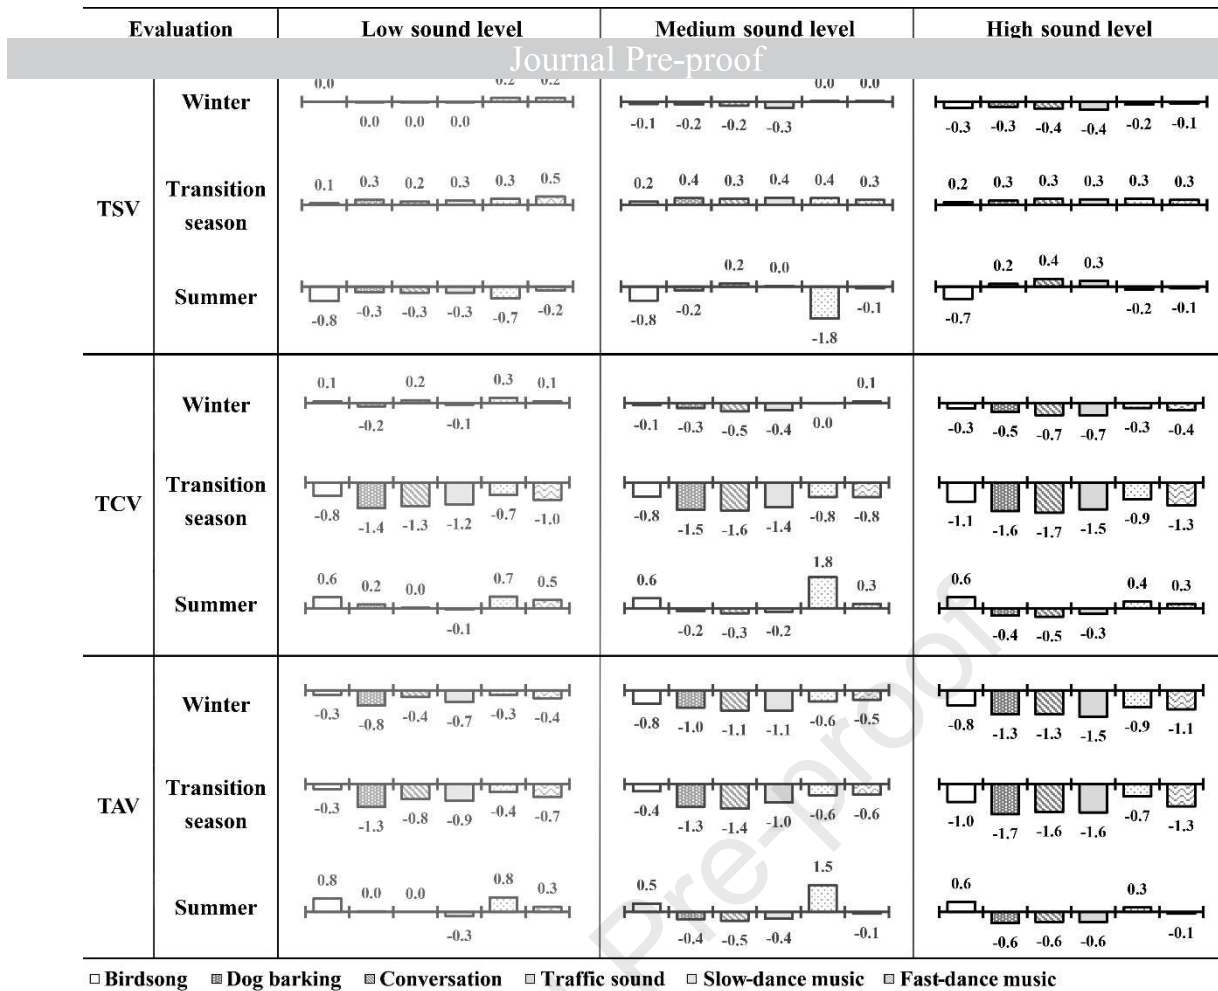 Evaluation Low sound level Medium sound level High sound level
Journal Pre-proof
0.0 0.2 0.2 0.0 0.0
Winter
0.0 0.0 0.0 -0.1 -0.2 -0.2 -0.3 -0.3 -0.3 -0.4 -0.4 -0.2 -0.1
0.1 0.3 0.2 0.3 0.3 0.5 0.2 0.4 0.3 0.4 0.4 0.3 0.2 0.3 0.3 0.3 0.3 0.3
TSV Transition
season
0.2 0.0 0.2 0.4 0.3
Summer
-0.8 -0.3 -0.3 -0.3 -0.7 -0.2 -0.8 -0.2 -1.8 -0.1 -0.7 -0.2 -0.1
0.1 0.2 0.3 0.1 0.1
Winter
-0.2 -0.1 -0.1 -0.3 -0.5 -0.4 0.0 -0.3 -0.5 -0.7 -0.7 -0.3 -0.4
TCV Transition
season
-0.8 -1.4 -1.3 -1.2 -0.7 -1.0 -0.8 -1.5 -1.6 -1.4 -0.8 -0.8 -1.1 -1.6 -1.7 -1.5 -0.9 -1.3
0.6 0.2 0.0 0.7 0.5 0.6 1.8 0.3 0.6 0.4 0.3
Summer
-0.1 -0.2 -0.3 -0.2 -0.4 -0.5 -0.3
Winter
-0.3 -0.8 -0.4 -0.7 -0.3 -0.4 -0.8 -1.0 -1.1 -1.1 -0.6 -0.5 -0.8 -1.3 -1.3 -1.5 -0.9 -1.1
TAV Transition
season
-0.3 -1.3 -0.8 -0.9 -0.4 -0.7 -0.4 -1.3 -1.4 -1.0 -0.6 -0.6 -1.0 -1.7 -1.6 -1.6 -0.7 -1.3
0.8 0.0 0.0 0.8 0.3 0.5 1.5 0.6 0.3
Summer
-0.3 -0.4 -0.5 -0.4 -0.1 -0.6 -0.6 -0.6 -0.1
Birdsong Dog barking Conversation Traffic sound Slow-dance music Fast-dance music
Pre-proof